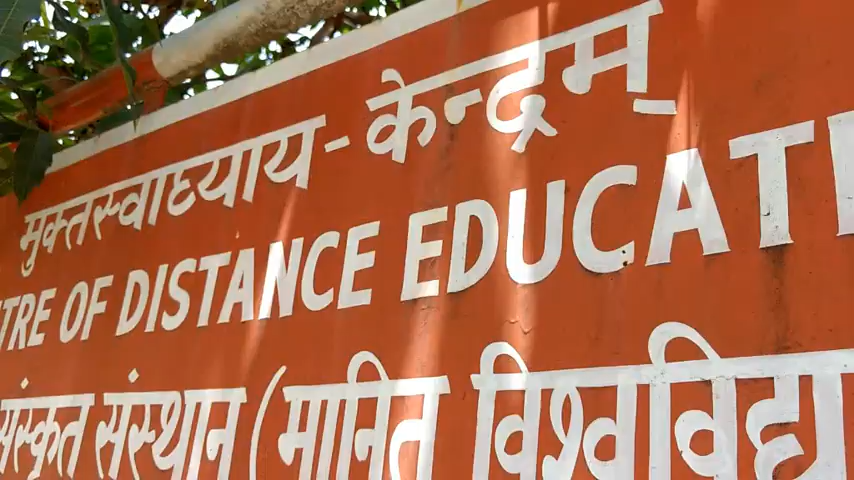 मुक्तस्वाध्याय-केन्द्रम्
TRE OF DISTANCE EDUCATI
संस्कृत संस्थान (मानित विश्वविद्या